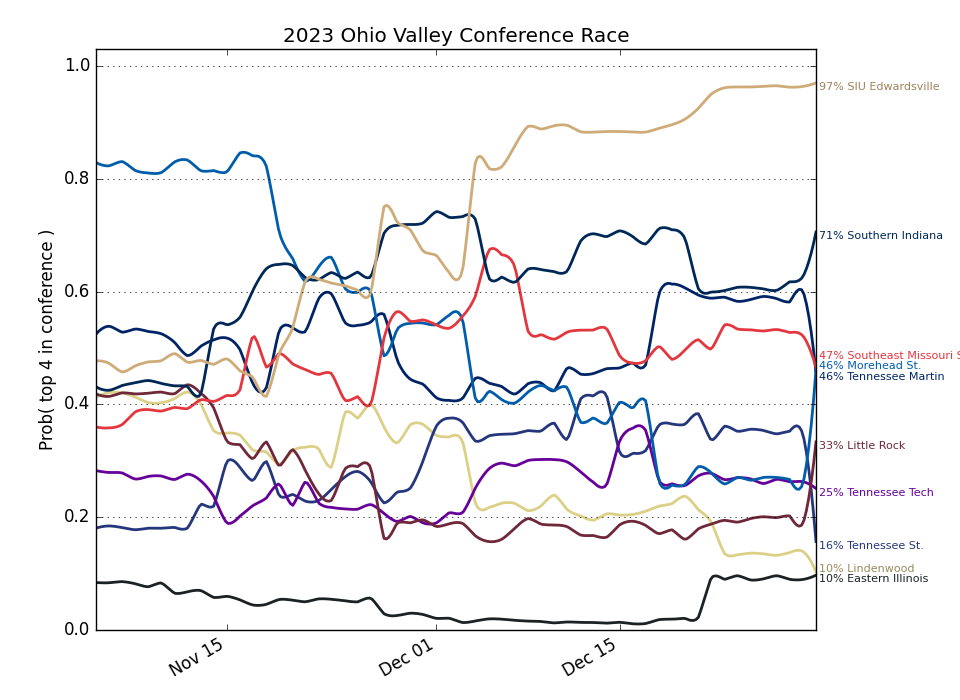 2023 Ohio Valley Conference Race
Prob( top 4 in conference )
1.0
0.8
0.6
0.4
0.2
0.0
Nov 15
Dec 01
Dec 15
97% SIU Edwardsville
71% Southern Indiana
47% Southeast Missouri S
46% Morehead St.
46% Tennessee Martin
33% Little Rock
25% Tennessee Tech
16% Tennessee St.
10% Lindenwood
10% Eastern Illinois